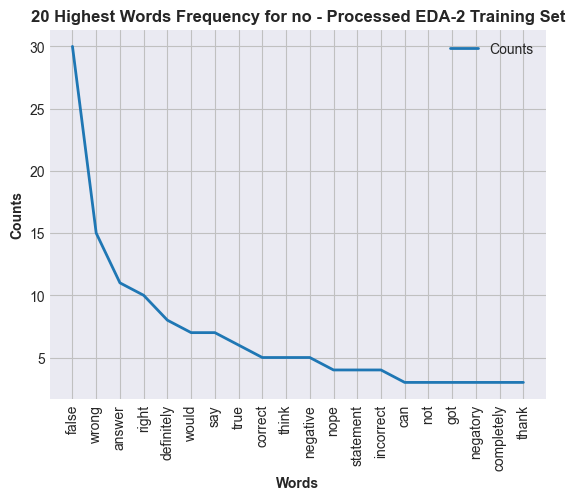 20 Highest Words Frequency for no - Processed EDA-2 Training Set
Counts
30
25
20
15
10
5
Counts
false
wrong
answer
right
definitely
would
say
true
correct
think
negative
nope
statement
incorrect
can
not
got
negatory
completely
thank
Words